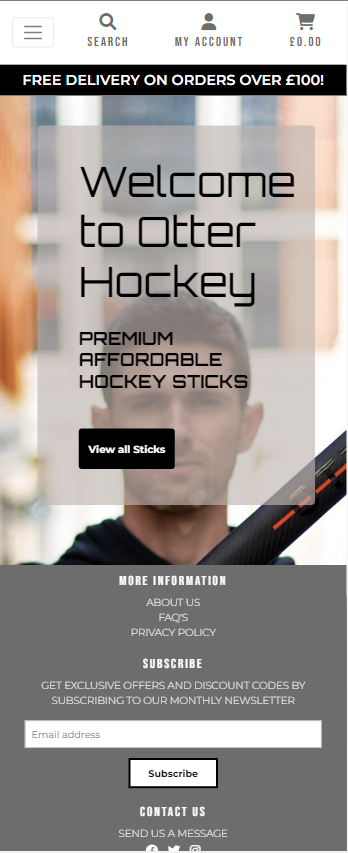 SEARCH
MY ACCOUNT
£0.00
FREE DELIVERY ON ORDERS OVER £100!
Welcome
to Otter
Hockey
PREMIUM
AFFORDABLE
HOCKEY STICKS
View all Sticks
MORE INFORMATION
ABOUT US
FAQ'S
PRIVACY POLICY
SUBSCRIBE
GET EXCLUSIVE OFFERS AND DISCOUNT CODES BY
SUBSCRIBING TO OUR MONTHLY NEWSLETTER
Email address
Subscribe
CONTACT US
SEND US A MESSAGE